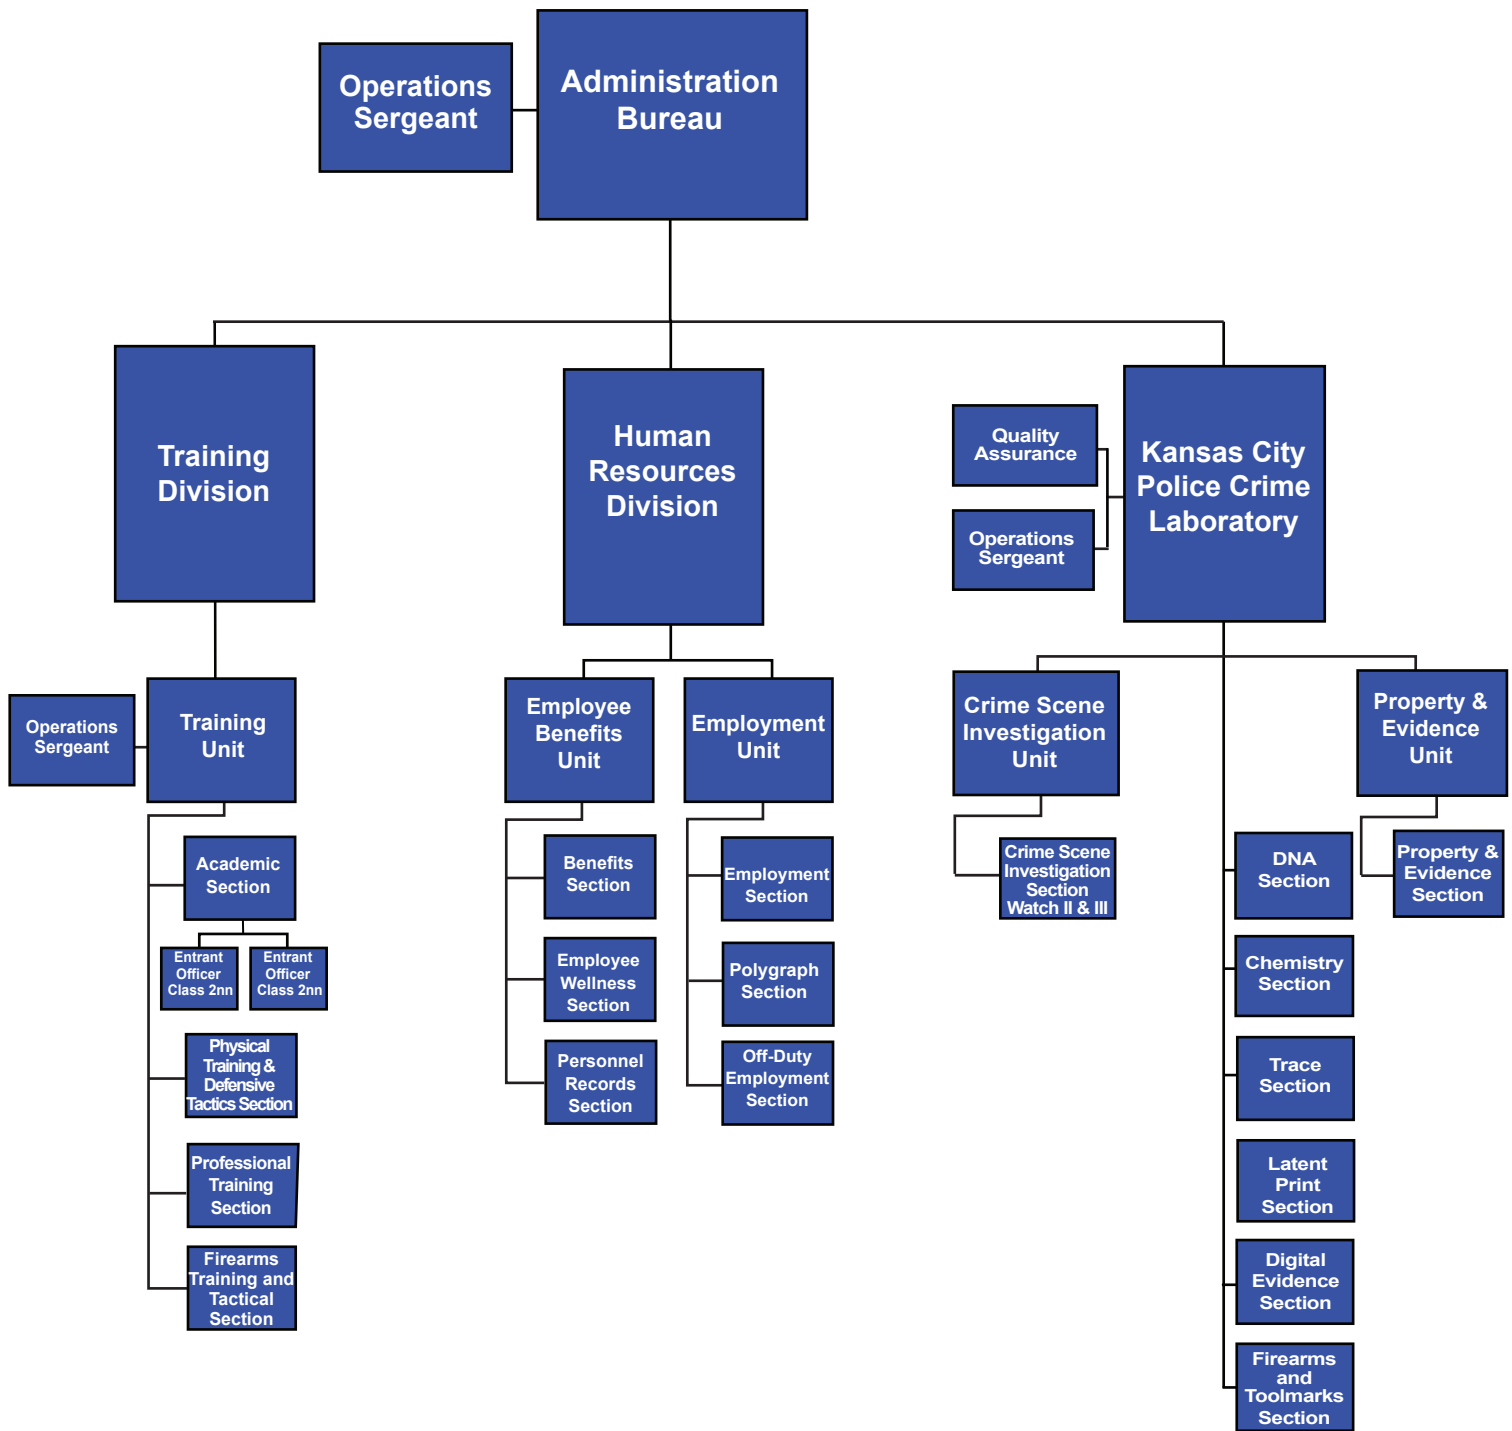 Operations
Sergeant
Administration
Bureau
Training
Division
Human
Resources
Division
Quality
Assurance
Operations
Sergeant
Kansas City
Police Crime
Laboratory
Operations
Sergeant
Training
Unit
Academic
Section
Entrant
Officer
Class 2nn
Entrant
Officer
Class 2nn
Physical
Training &
Defensive
Tactics Section
Professional
Training
Section
Firearms
Training and
Tactical
Section
Employee
Benefits
Unit
Benefits
Section
Employee
Wellness
Section
Personnel
Records
Section
Employment
Unit
Employment
Section
Polygraph
Section
Off-Duty
Employment
Section
Crime Scene
Investigation
Unit
Crime Scene
Investigation
Section
Watch II & III
DNA
Section
Chemistry
Section
Trace
Section
Latent
Print
Section
Digital
Evidence
Section
Firearms
and
Toolmarks
Section
Property &
Evidence
Unit
Property &
Evidence
Section